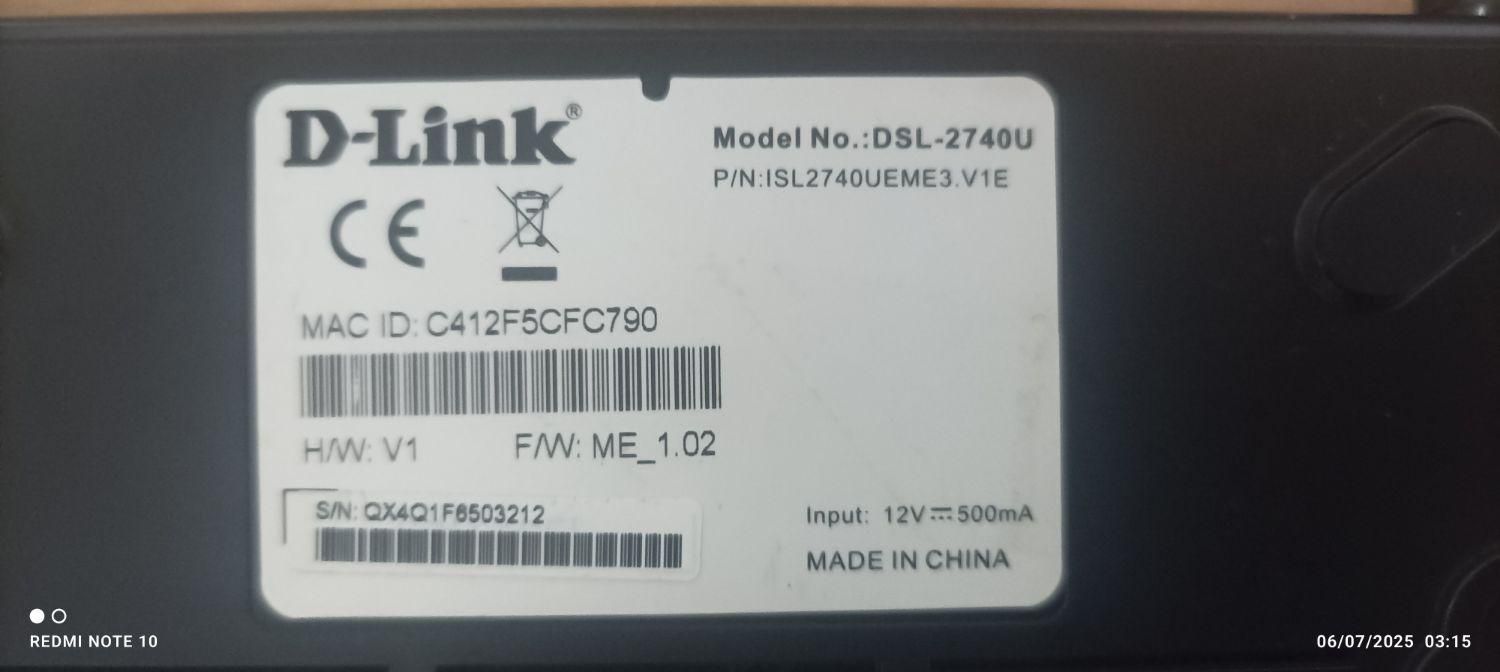 D-Link®
Model No.:DSL-2740U
P/N:ISL2740UEME3.V1E
CE
MAC ID: C412F5CFC790
H/W: V1 F/W: ME_1.02
S/N: QX4Q1F6503212
Input: 12V⎓500mA
MADE IN CHINA
REDMI NOTE 10
06/07/2025 03:15